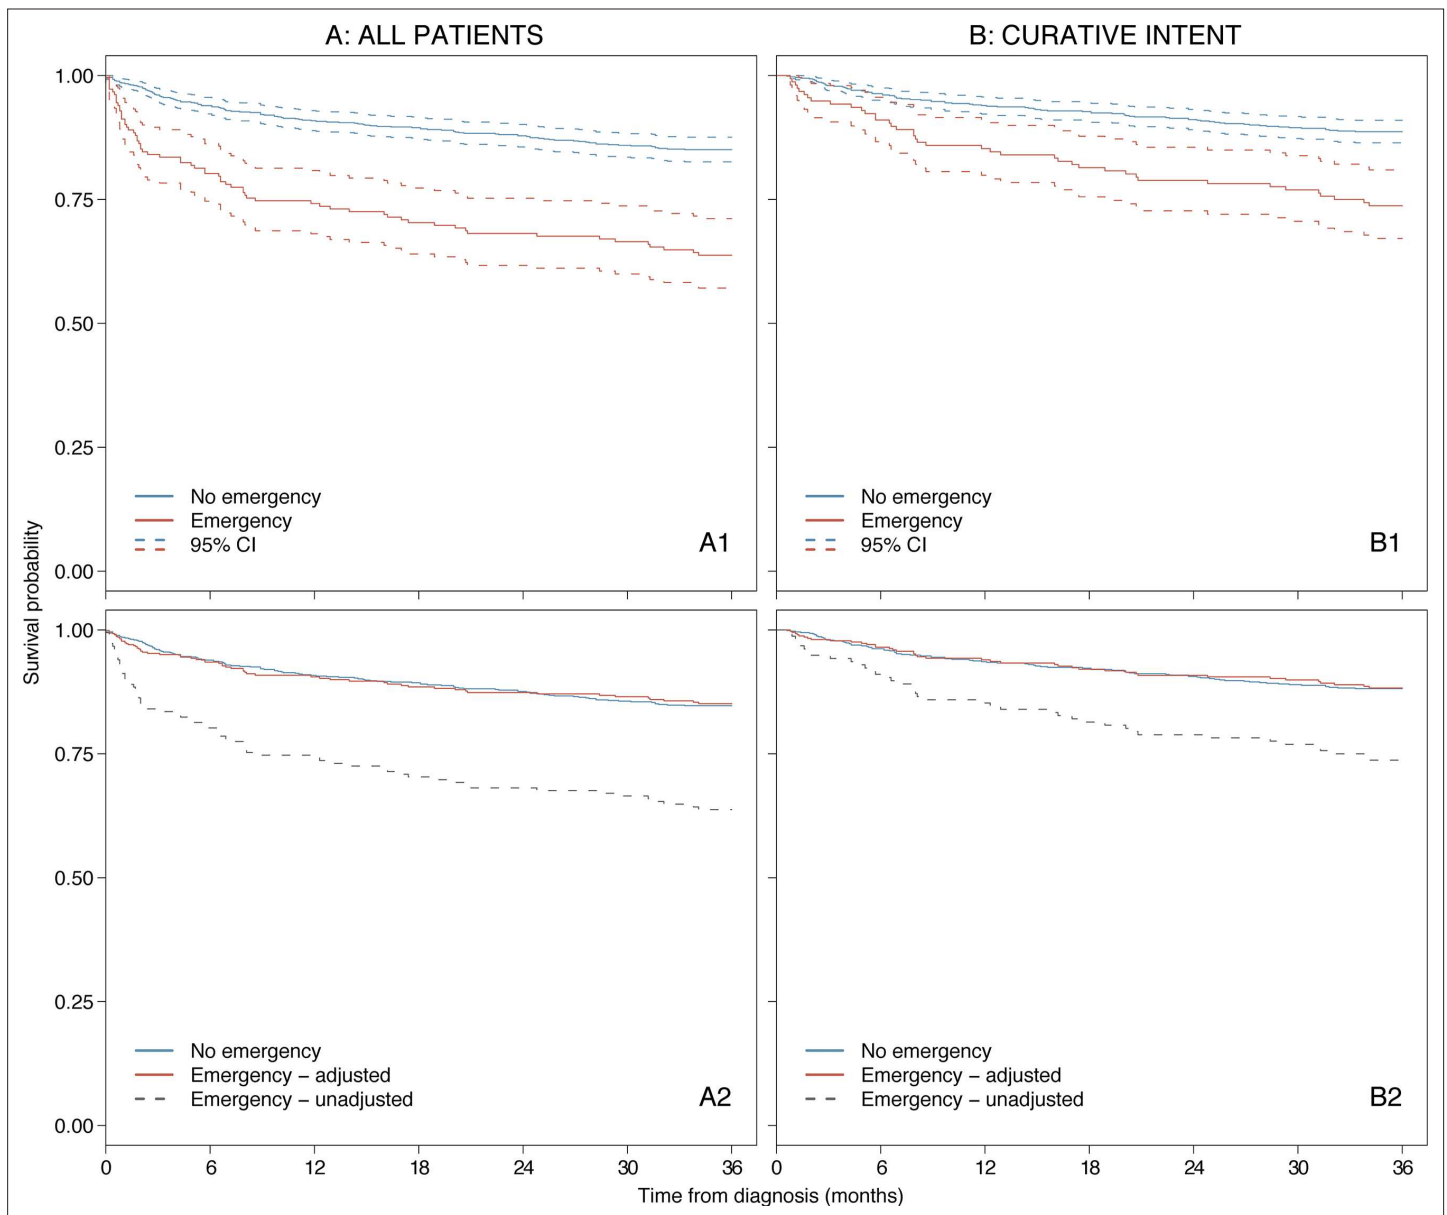 A: ALL PATIENTS
B: CURATIVE INTENT
Survival probability
1.00
0.75
0.50
0.25
0.00
No emergency
Emergency
95% CI
A1
No emergency
Emergency
95% CI
B1
1.00
0.75
0.50
0.25
0.00
No emergency
Emergency – adjusted
Emergency – unadjusted
A2
No emergency
Emergency – adjusted
Emergency – unadjusted
B2
0 6 12 18 24 30 36
0 6 12 18 24 30 36
Time from diagnosis (months)